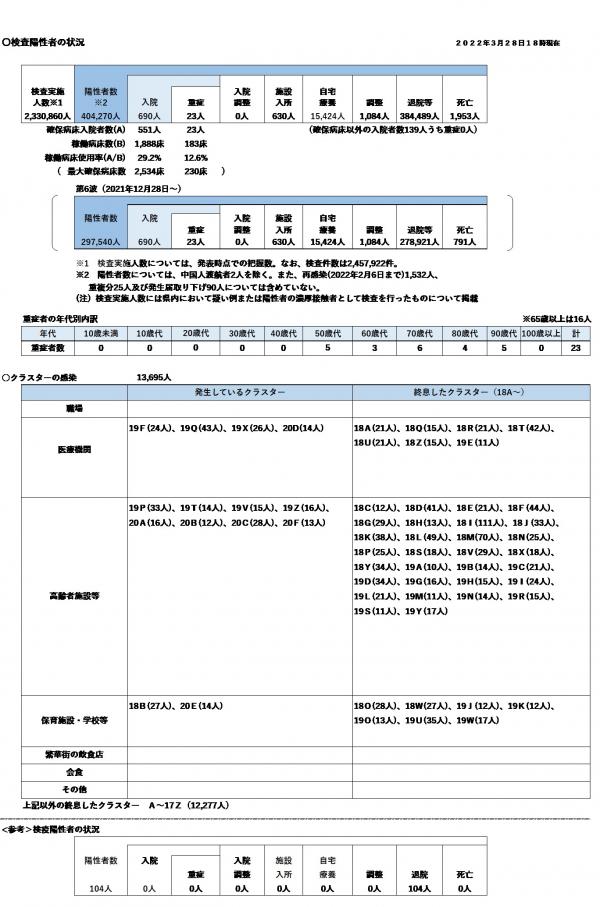 〇検査陽性者の状況 2022年3月28日18時現在
検査実施人数※1 陽性者数※2 入院 重症 入院調整 施設入所 自宅療養 調整 退院等 死亡
2,330,860人 404,270人 690人 23人 0人 630人 15,424人 1,084人 384,489人 1,953人
確保病床入院者数(A) 551人 23人 (確保病床以外の入院者数139人うち重症0人)
稼働病床数(B) 1,888床 183床
稼働病床使用率(A/B) 29.2% 12.6%
( 最大確保病床数 2,534床 230床 )
第6波（2021年12月28日～）
陽性者数 入院 重症 入院調整 施設入所 自宅療養 調整 退院等 死亡
297,540人 690人 23人 0人 630人 15,424人 1,084人 278,921人 791人
※1 検査実施人数については、発表時点での把握数。なお、検査件数は2,457,922件。
※2 陽性者数については、中国人渡航者2人を除く。また、再感染(2022年2月6日まで)1,532人、
重複分25人及び発生届取り下げ90人については含めていない。
（注）検査実施人数には県内において疑い例または陽性者の濃厚接触者として検査を行ったものについて掲載
重症者の年代別内訳 ※65歳以上は16人
年代 10歳未満 10歳代 20歳代 30歳代 40歳代 50歳代 60歳代 70歳代 80歳代 90歳代 100歳以上 計
重症者数 0 0 0 0 0 5 3 6 4 5 0 23
〇クラスターの感染 13,695人
発生しているクラスター 終息したクラスター（18A～）
職場
医療機関
19F(24人)、19Q(43人)、19X(26人)、20D(14人)
18A(21人)、18Q(15人)、18R(21人)、18T(42人)、
18U(21人)、18Z(15人)、19E(11人)
高齢者施設等
19P(33人)、19T(14人)、19V(15人)、19Z(16人)、
20A(16人)、20B(12人)、20C(28人)、20F(13人)
18C(12人)、18D(41人)、18E(21人)、18F(44人)、
18G(29人)、18H(13人)、18I(111人)、18J(33人)、
18K(38人)、18L(49人)、18M(70人)、18N(25人)、
18P(25人)、18S(18人)、18V(29人)、18X(18人)、
18Y(34人)、19A(10人)、19B(14人)、19C(21人)、
19D(34人)、19G(16人)、19H(15人)、19I(24人)、
19L(21人)、19M(11人)、19N(14人)、19R(15人)、
19S(11人)、19Y(17人)
保育施設・学校等
18B(27人)、20E(14人)
18O(28人)、18W(27人)、19J(12人)、19K(12人)、
19O(13人)、19U(35人)、19W(17人)
繁華街の飲食店
会食
その他
上記以外の終息したクラスター A～17Z（12,277人）
<参考>検疫陽性者の状況
陽性者数 入院 重症 入院調整 施設入所 自宅療養 調整 退院 死亡
104人 0人 0人 0人 0人 0人 0人 104人 0人